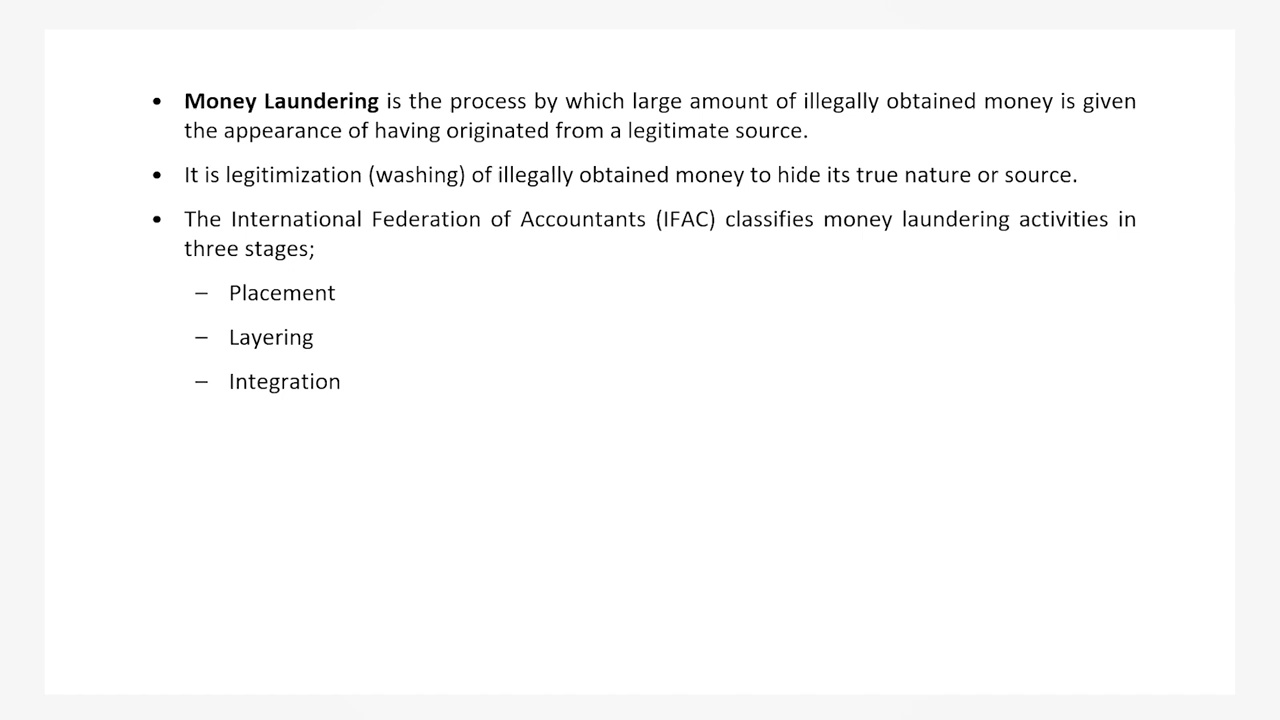 • Money Laundering is the process by which large amount of illegally obtained money is given
the appearance of having originated from a legitimate source.
• It is legitimization (washing) of illegally obtained money to hide its true nature or source.
• The International Federation of Accountants (IFAC) classifies money laundering activities in
three stages;
– Placement
– Layering
– Integration